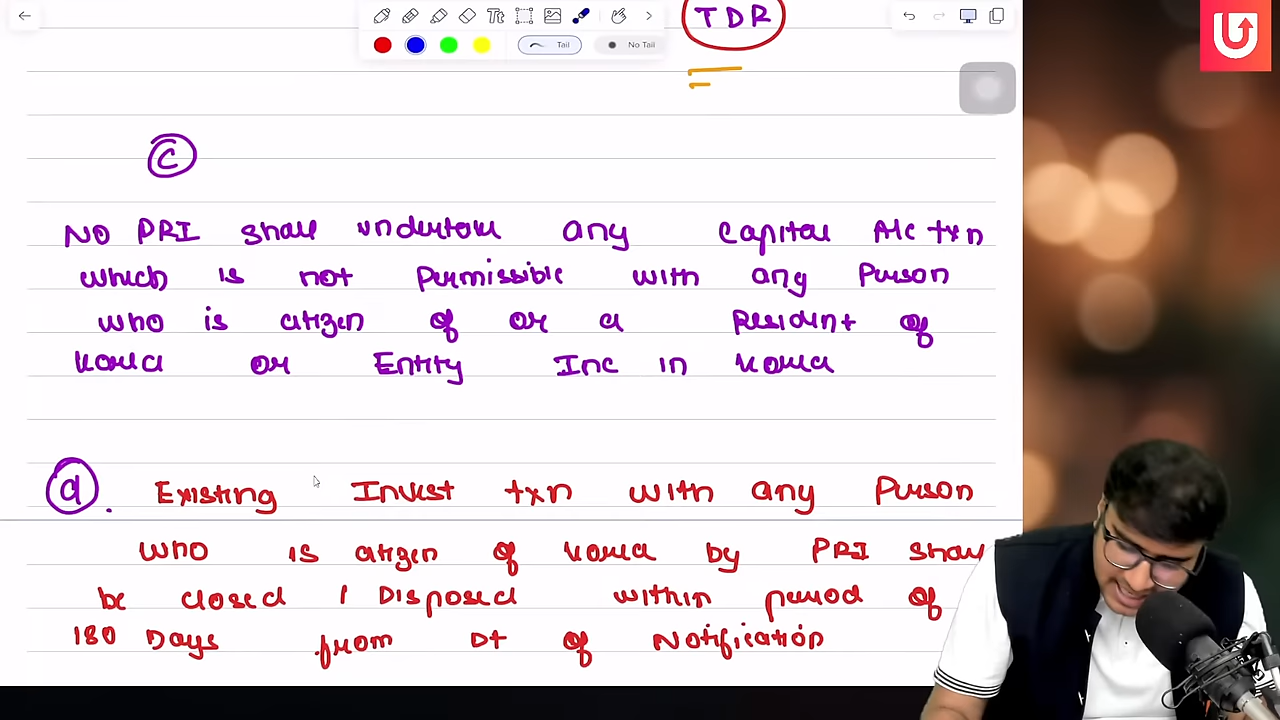 TDR
Tt
Tail
No Tail
C
NO PRI shall undertake any capital A/c txn
which is not Permissible with any Person
who is citizen of or a Resident of
Korea or Entity Inc in Korea
d. Existing Invest txn with any Person
who is citizen of Korea by PRI shall
be closed / Disposed within period of
180 Days from Dt of Notification